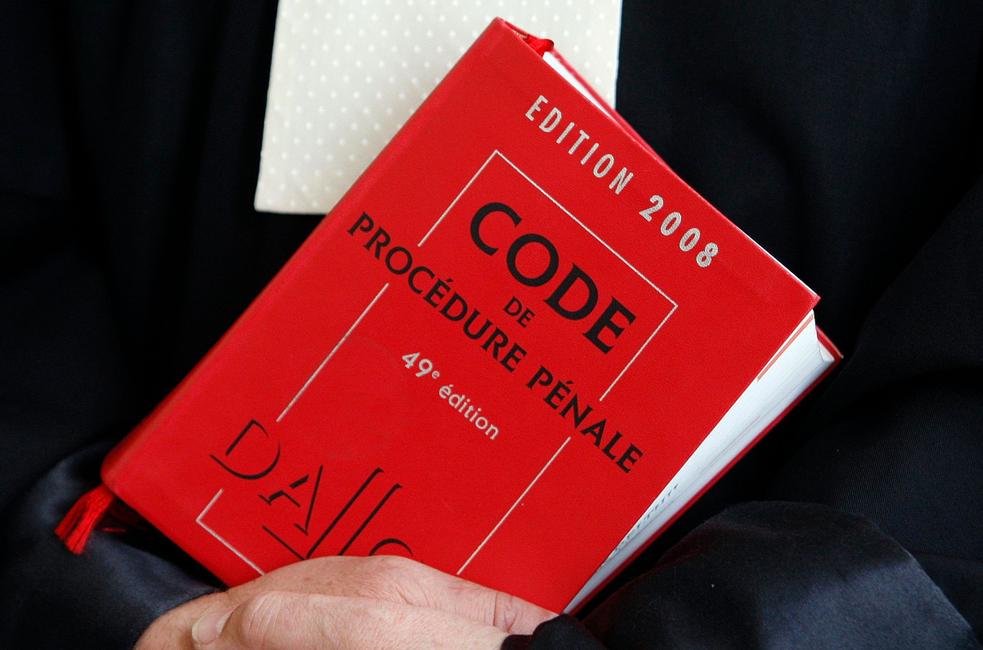 EDITION 2008
CODE
DE
PROCÉDURE PÉNALE
49e édition